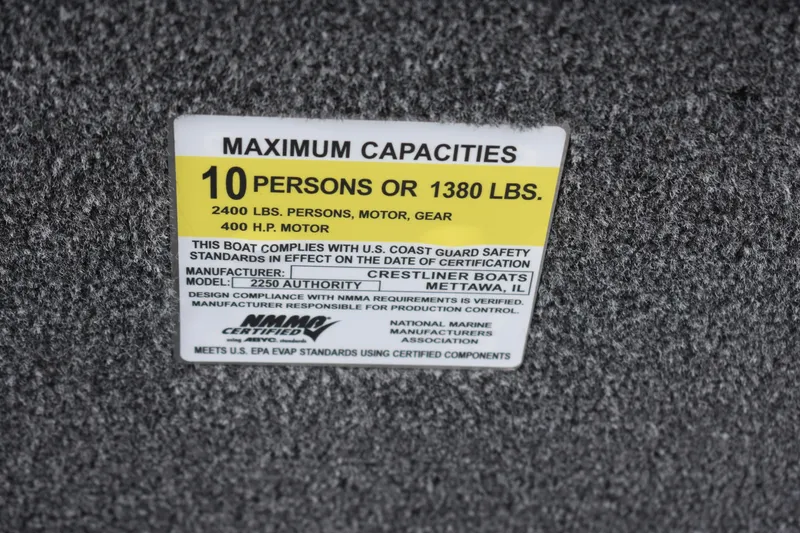 MAXIMUM CAPACITIES
10 PERSONS OR 1380 LBS.
2400 LBS. PERSONS, MOTOR, GEAR
400 H.P. MOTOR
THIS BOAT COMPLIES WITH U.S. COAST GUARD SAFETY
STANDARDS IN EFFECT ON THE DATE OF CERTIFICATION
MANUFACTURER: CRESTLINER BOATS
MODEL: 2250 AUTHORITY METTAWA, IL
DESIGN COMPLIANCE WITH NMMA REQUIREMENTS IS VERIFIED.
MANUFACTURER RESPONSIBLE FOR PRODUCTION CONTROL.
NMMA
CERTIFIED
using ABYC standards
NATIONAL MARINE
MANUFACTURERS
ASSOCIATION
MEETS U.S. EPA EVAP STANDARDS USING CERTIFIED COMPONENTS